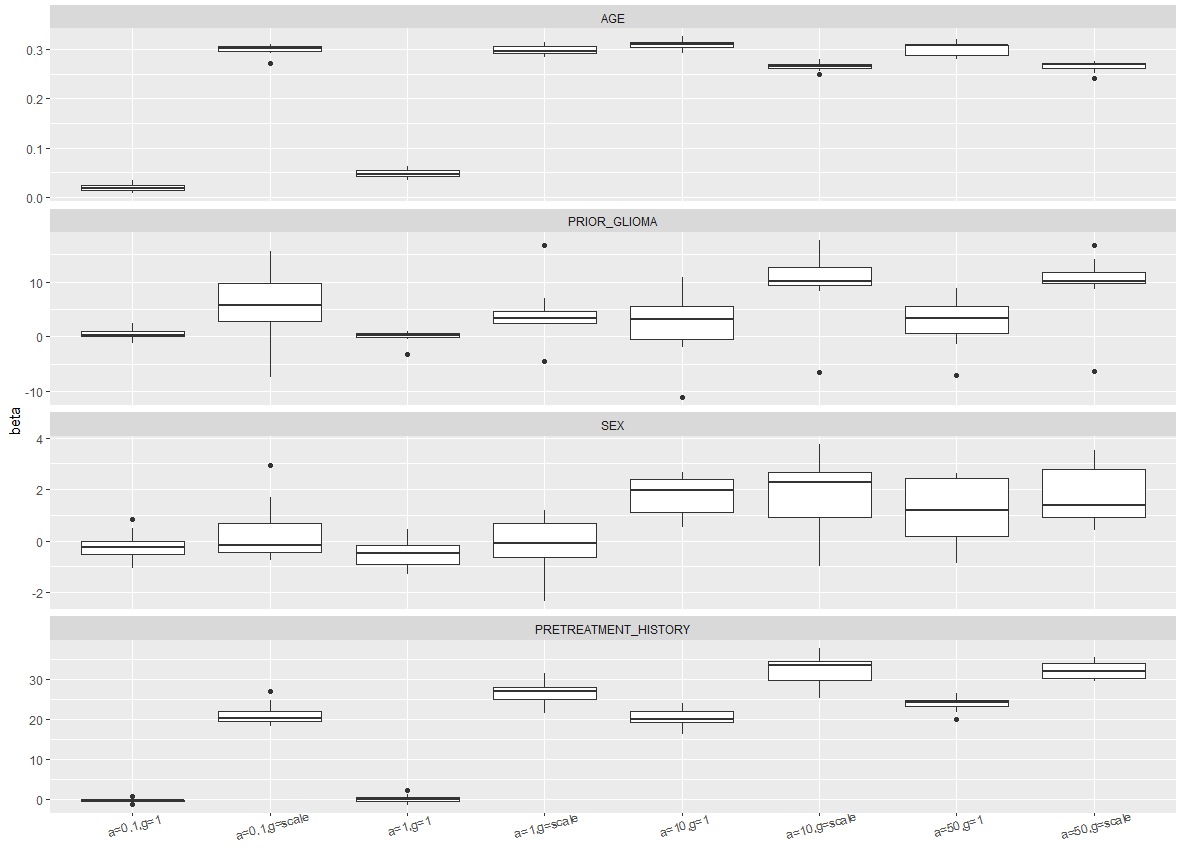 AGE
0.3
0.2
0.1
0.0
PRIOR_GLIOMA
10
0
-10
beta
SEX
4
2
0
-2
PRETREATMENT_HISTORY
30
20
10
0
a=0.1,g=1
a=0.1,g=scale
a=1,g=1
a=1,g=scale
a=10,g=1
a=10,g=scale
a=50,g=1
a=50,g=scale